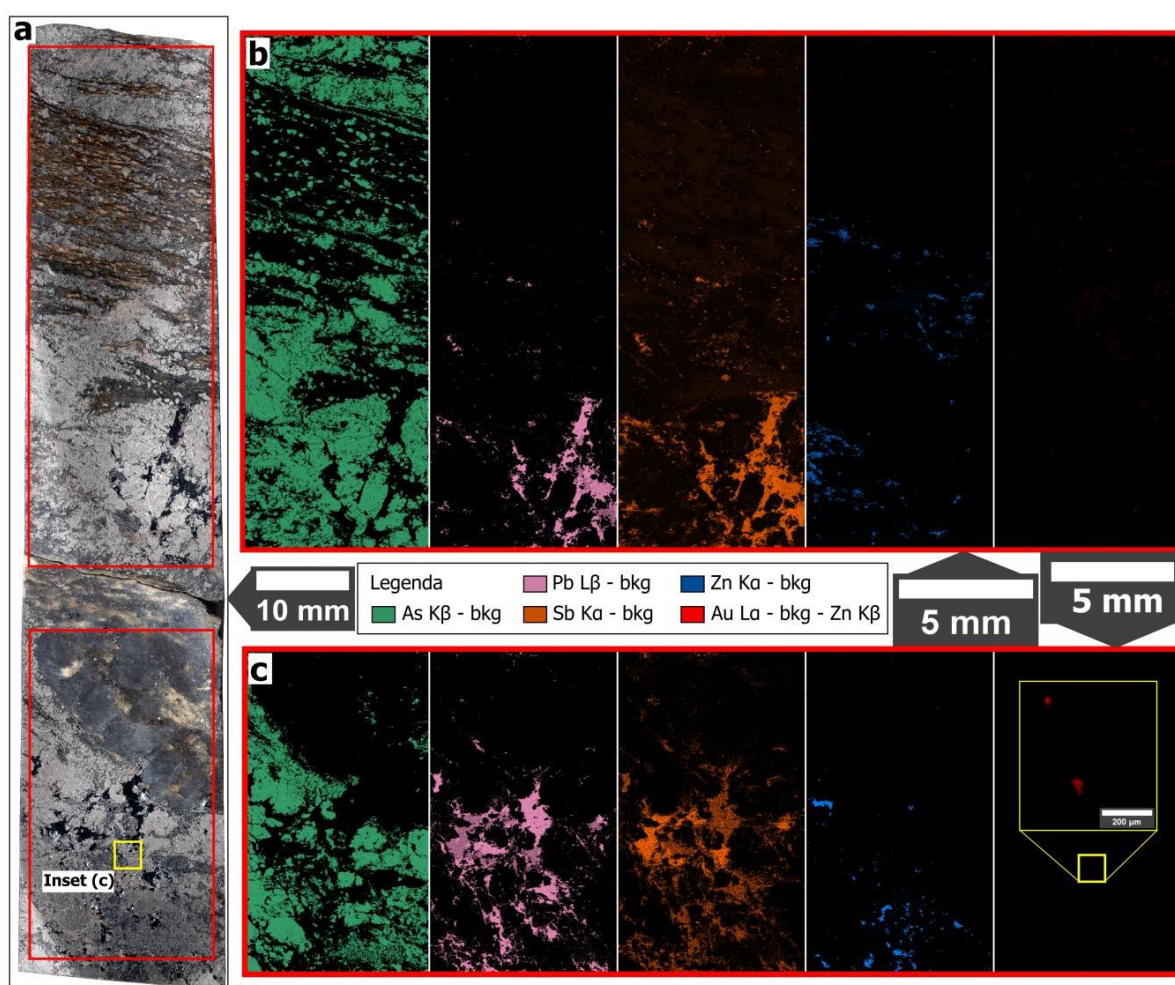 a
b
Inset (c)
10 mm
Legenda
Pb Lβ - bkg
Zn Kα - bkg
As Kβ - bkg
Sb Kα - bkg
Au Lα - bkg - Zn Kβ
5 mm
5 mm
c
200 µm